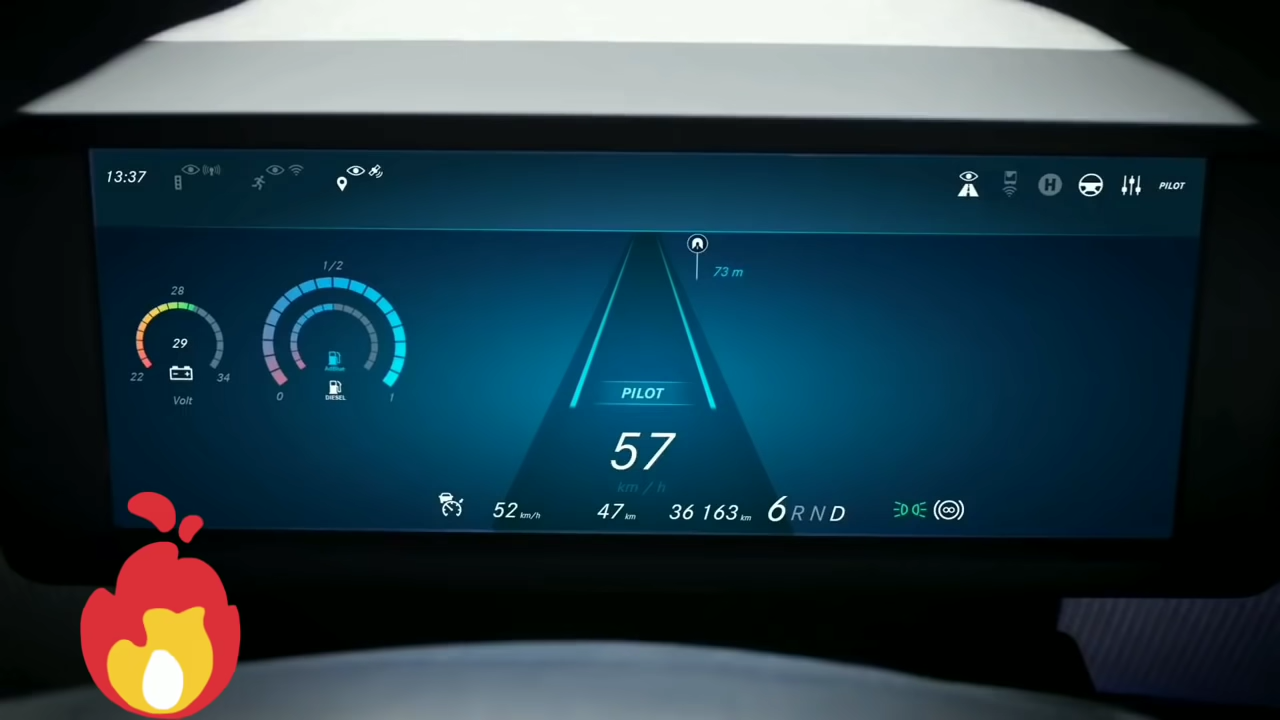 13:37
H
PILOT
73 m
1/2
28
29
22
34
Volt
AdBlue
DIESEL
0
1
PILOT
57
km / h
52 km/h
47 km
36 163 km
6 R N D